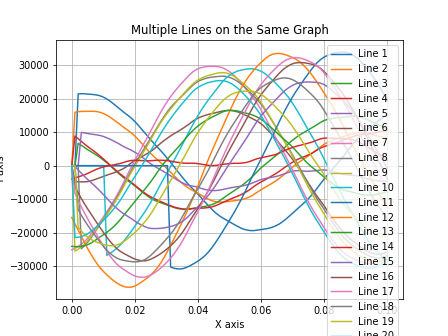 Multiple Lines on the Same Graph
30000
20000
10000
0
−10000
−20000
−30000
0.00
0.02
0.04
0.06
0.08
X axis
Line 1
Line 2
Line 3
Line 4
Line 5
Line 6
Line 7
Line 8
Line 9
Line 10
Line 11
Line 12
Line 13
Line 14
Line 15
Line 16
Line 17
Line 18
Line 19